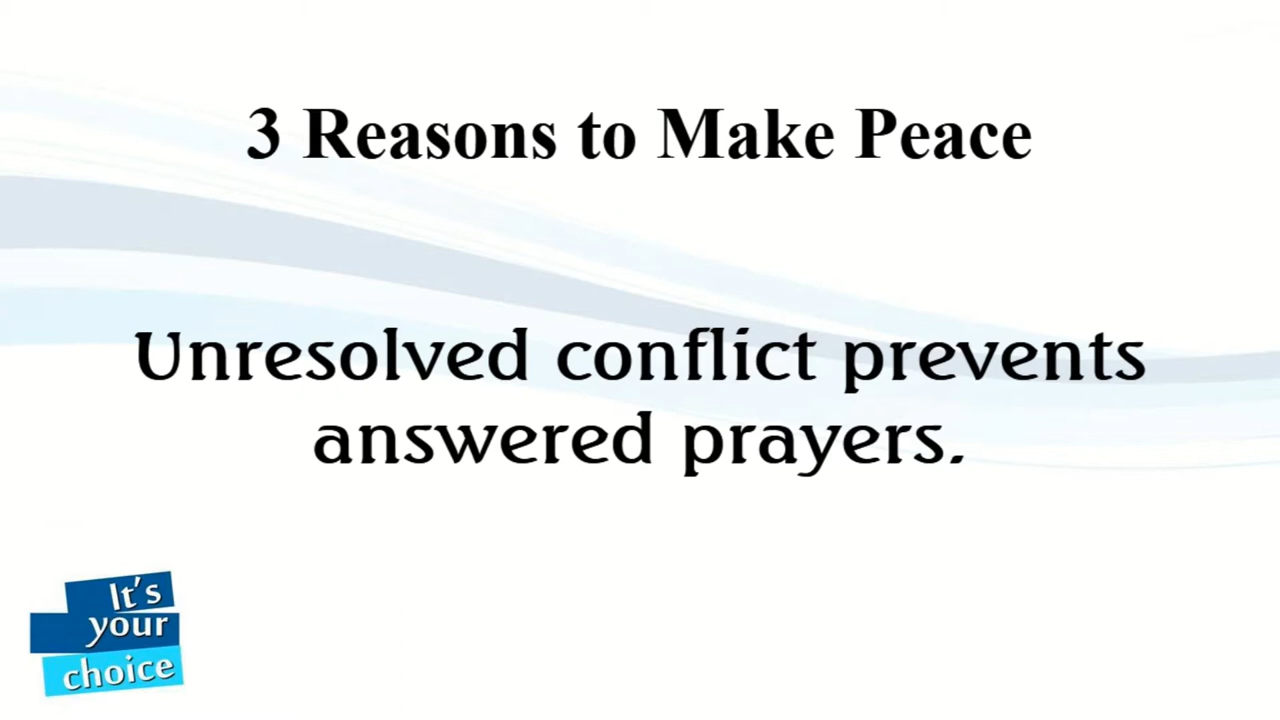 3 Reasons to Make Peace
Unresolved conflict prevents
answered prayers.
It's
your
choice